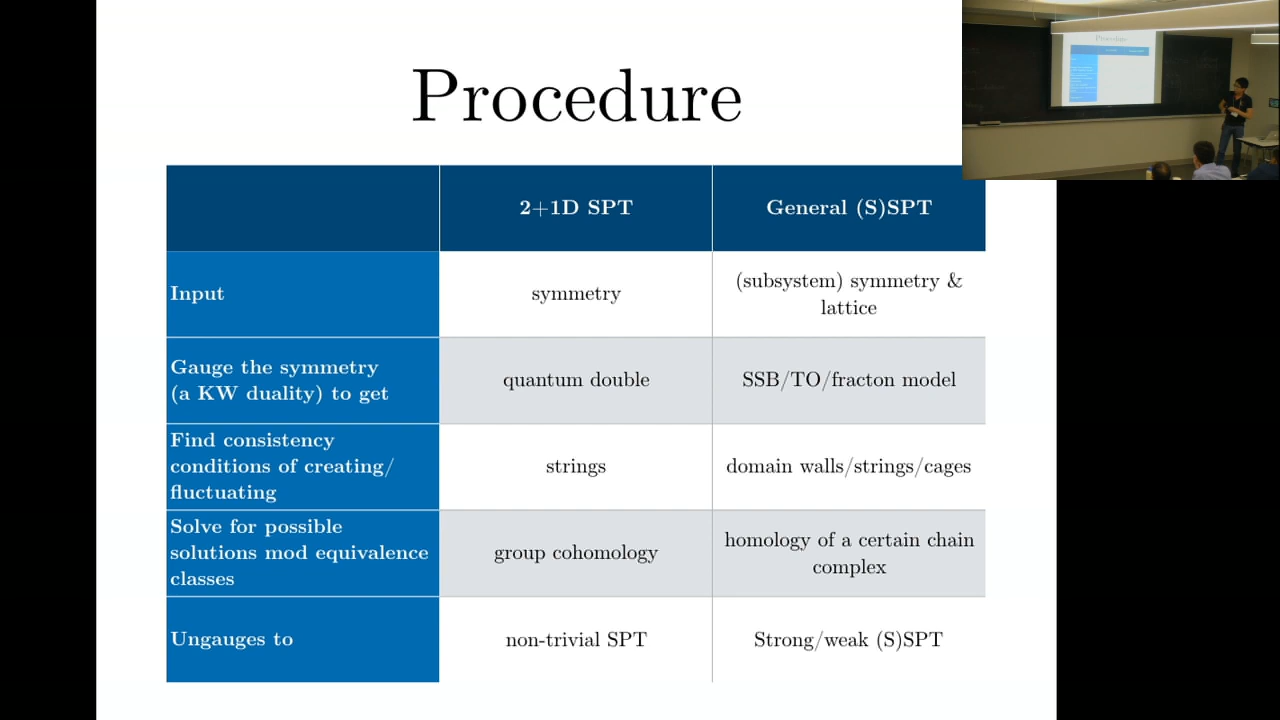 Procedure
2+1D SPT
General (S)SPT
Input
symmetry
(subsystem) symmetry &
lattice
Gauge the symmetry
(a KW duality) to get
quantum double
SSB/TO/fracton model
Find consistency
conditions of creating/
fluctuating
strings
domain walls/strings/cages
Solve for possible
solutions mod equivalence
classes
group cohomology
homology of a certain chain
complex
Ungauges to
non-trivial SPT
Strong/weak (S)SPT
Procedure